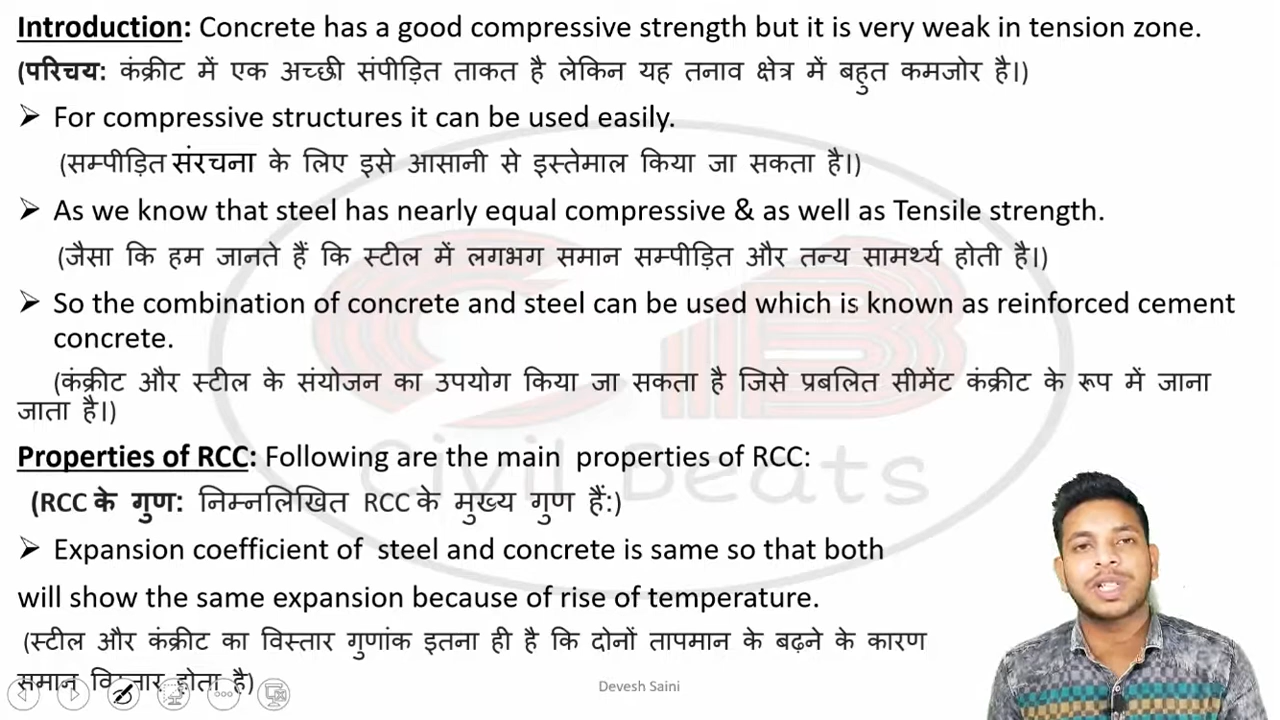 Introduction: Concrete has a good compressive strength but it is very weak in tension zone.
(परिचय: कंक्रीट में एक अच्छी संपीड़ित ताकत है लेकिन यह तनाव क्षेत्र में बहुत कमजोर है।)
➤ For compressive structures it can be used easily.
(सम्पीड़ित संरचना के लिए इसे आसानी से इस्तेमाल किया जा सकता है।)
➤ As we know that steel has nearly equal compressive & as well as Tensile strength.
(जैसा कि हम जानते हैं कि स्टील में लगभग समान सम्पीड़ित और तन्य सामर्थ्य होती है।)
➤ So the combination of concrete and steel can be used which is known as reinforced cement
concrete.
(कंक्रीट और स्टील के संयोजन का उपयोग किया जा सकता है जिसे प्रबलित सीमेंट कंक्रीट के रूप में जाना
जाता है।)
Civil Beats
Properties of RCC: Following are the main properties of RCC:
(RCC के गुण: निम्नलिखित RCC के मुख्य गुण हैं:)
➤ Expansion coefficient of steel and concrete is same so that both
will show the same expansion because of rise of temperature.
(स्टील और कंक्रीट का विस्तार गुणांक इतना ही है कि दोनों तापमान के बढ़ने के कारण
समान विस्तार होता है)
Devesh Saini